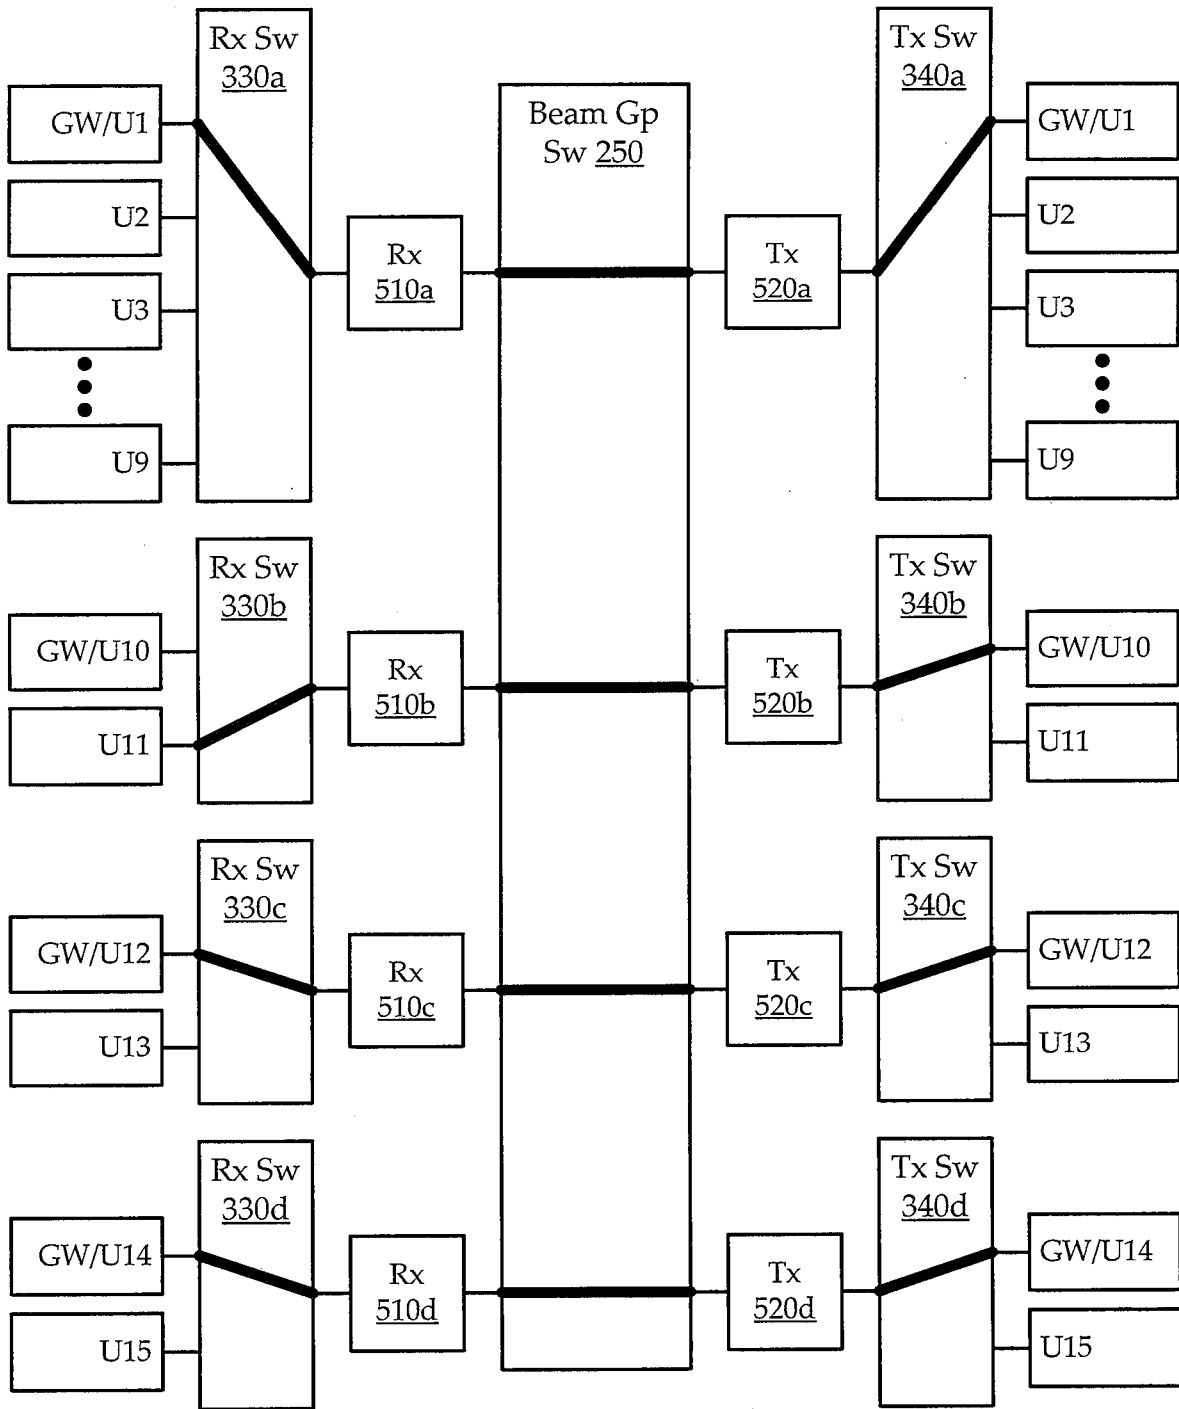 Rx Sw
330a
Tx Sw
340a
GW/U1
Beam Gp
Sw 250
GW/U1
U2
U2
Rx
510a
Tx
520a
U3
U3
U9
U9
Rx Sw
330b
Tx Sw
340b
GW/U10
GW/U10
Rx
510b
Tx
520b
U11
U11
Rx Sw
330c
Tx Sw
340c
GW/U12
GW/U12
Rx
510c
Tx
520c
U13
U13
Rx Sw
330d
Tx Sw
340d
GW/U14
GW/U14
Rx
510d
Tx
520d
U15
U15